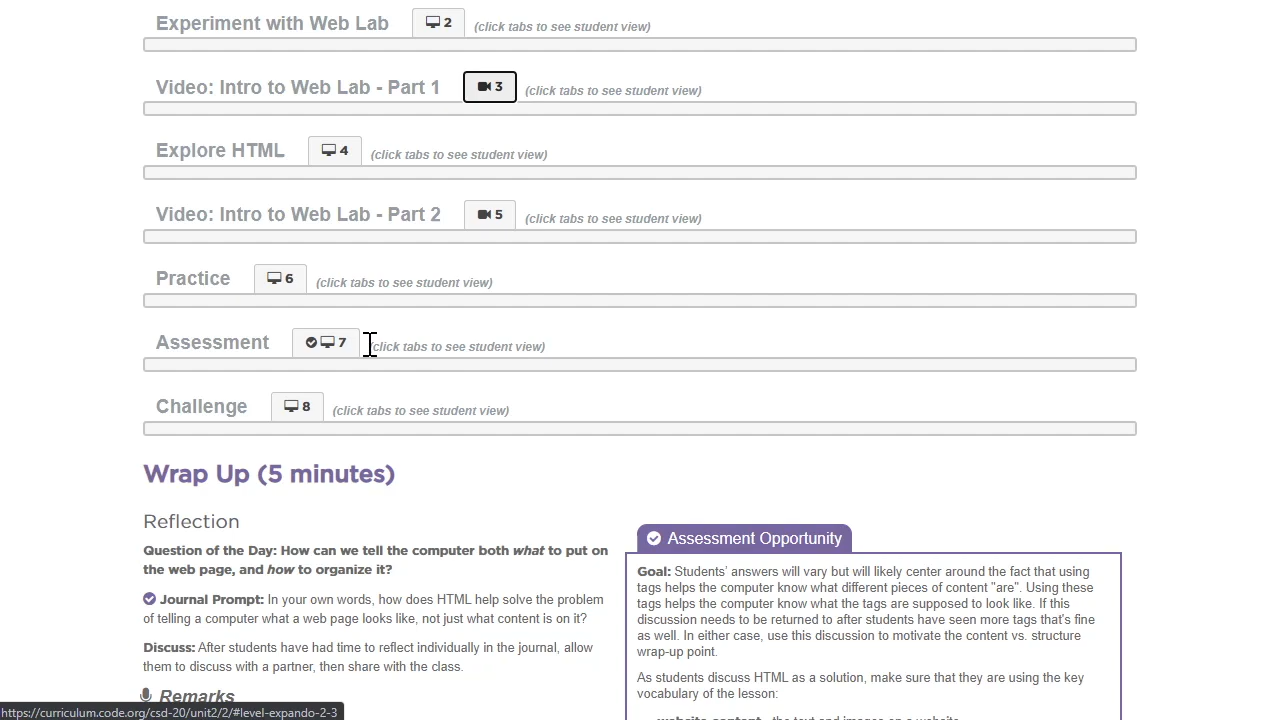 Experiment with Web Lab 2 (click tabs to see student view)
Video: Intro to Web Lab - Part 1 3 (click tabs to see student view)
Explore HTML 4 (click tabs to see student view)
Video: Intro to Web Lab - Part 2 5 (click tabs to see student view)
Practice 6 (click tabs to see student view)
Assessment 7 (click tabs to see student view)
Challenge 8 (click tabs to see student view)
Wrap Up (5 minutes)
Reflection
Question of the Day: How can we tell the computer both what to put on
the web page, and how to organize it?
Journal Prompt: In your own words, how does HTML help solve the problem
of telling a computer what a web page looks like, not just what content is on it?
Discuss: After students have had time to reflect individually in the journal, allow
them to discuss with a partner, then share with the class.
Remarks
Assessment Opportunity
Goal: Students' answers will vary but will likely center around the fact that using
tags helps the computer know what different pieces of content "are". Using these
tags helps the computer know what the tags are supposed to look like. If this
discussion needs to be returned to after students have seen more tags that's fine
as well. In either case, use this discussion to motivate the content vs. structure
wrap-up point.
As students discuss HTML as a solution, make sure that they are using the key
vocabulary of the lesson:
website content - the text and images on a website
https://curriculum.code.org/csd-20/unit2/2/#level-expando-2-3